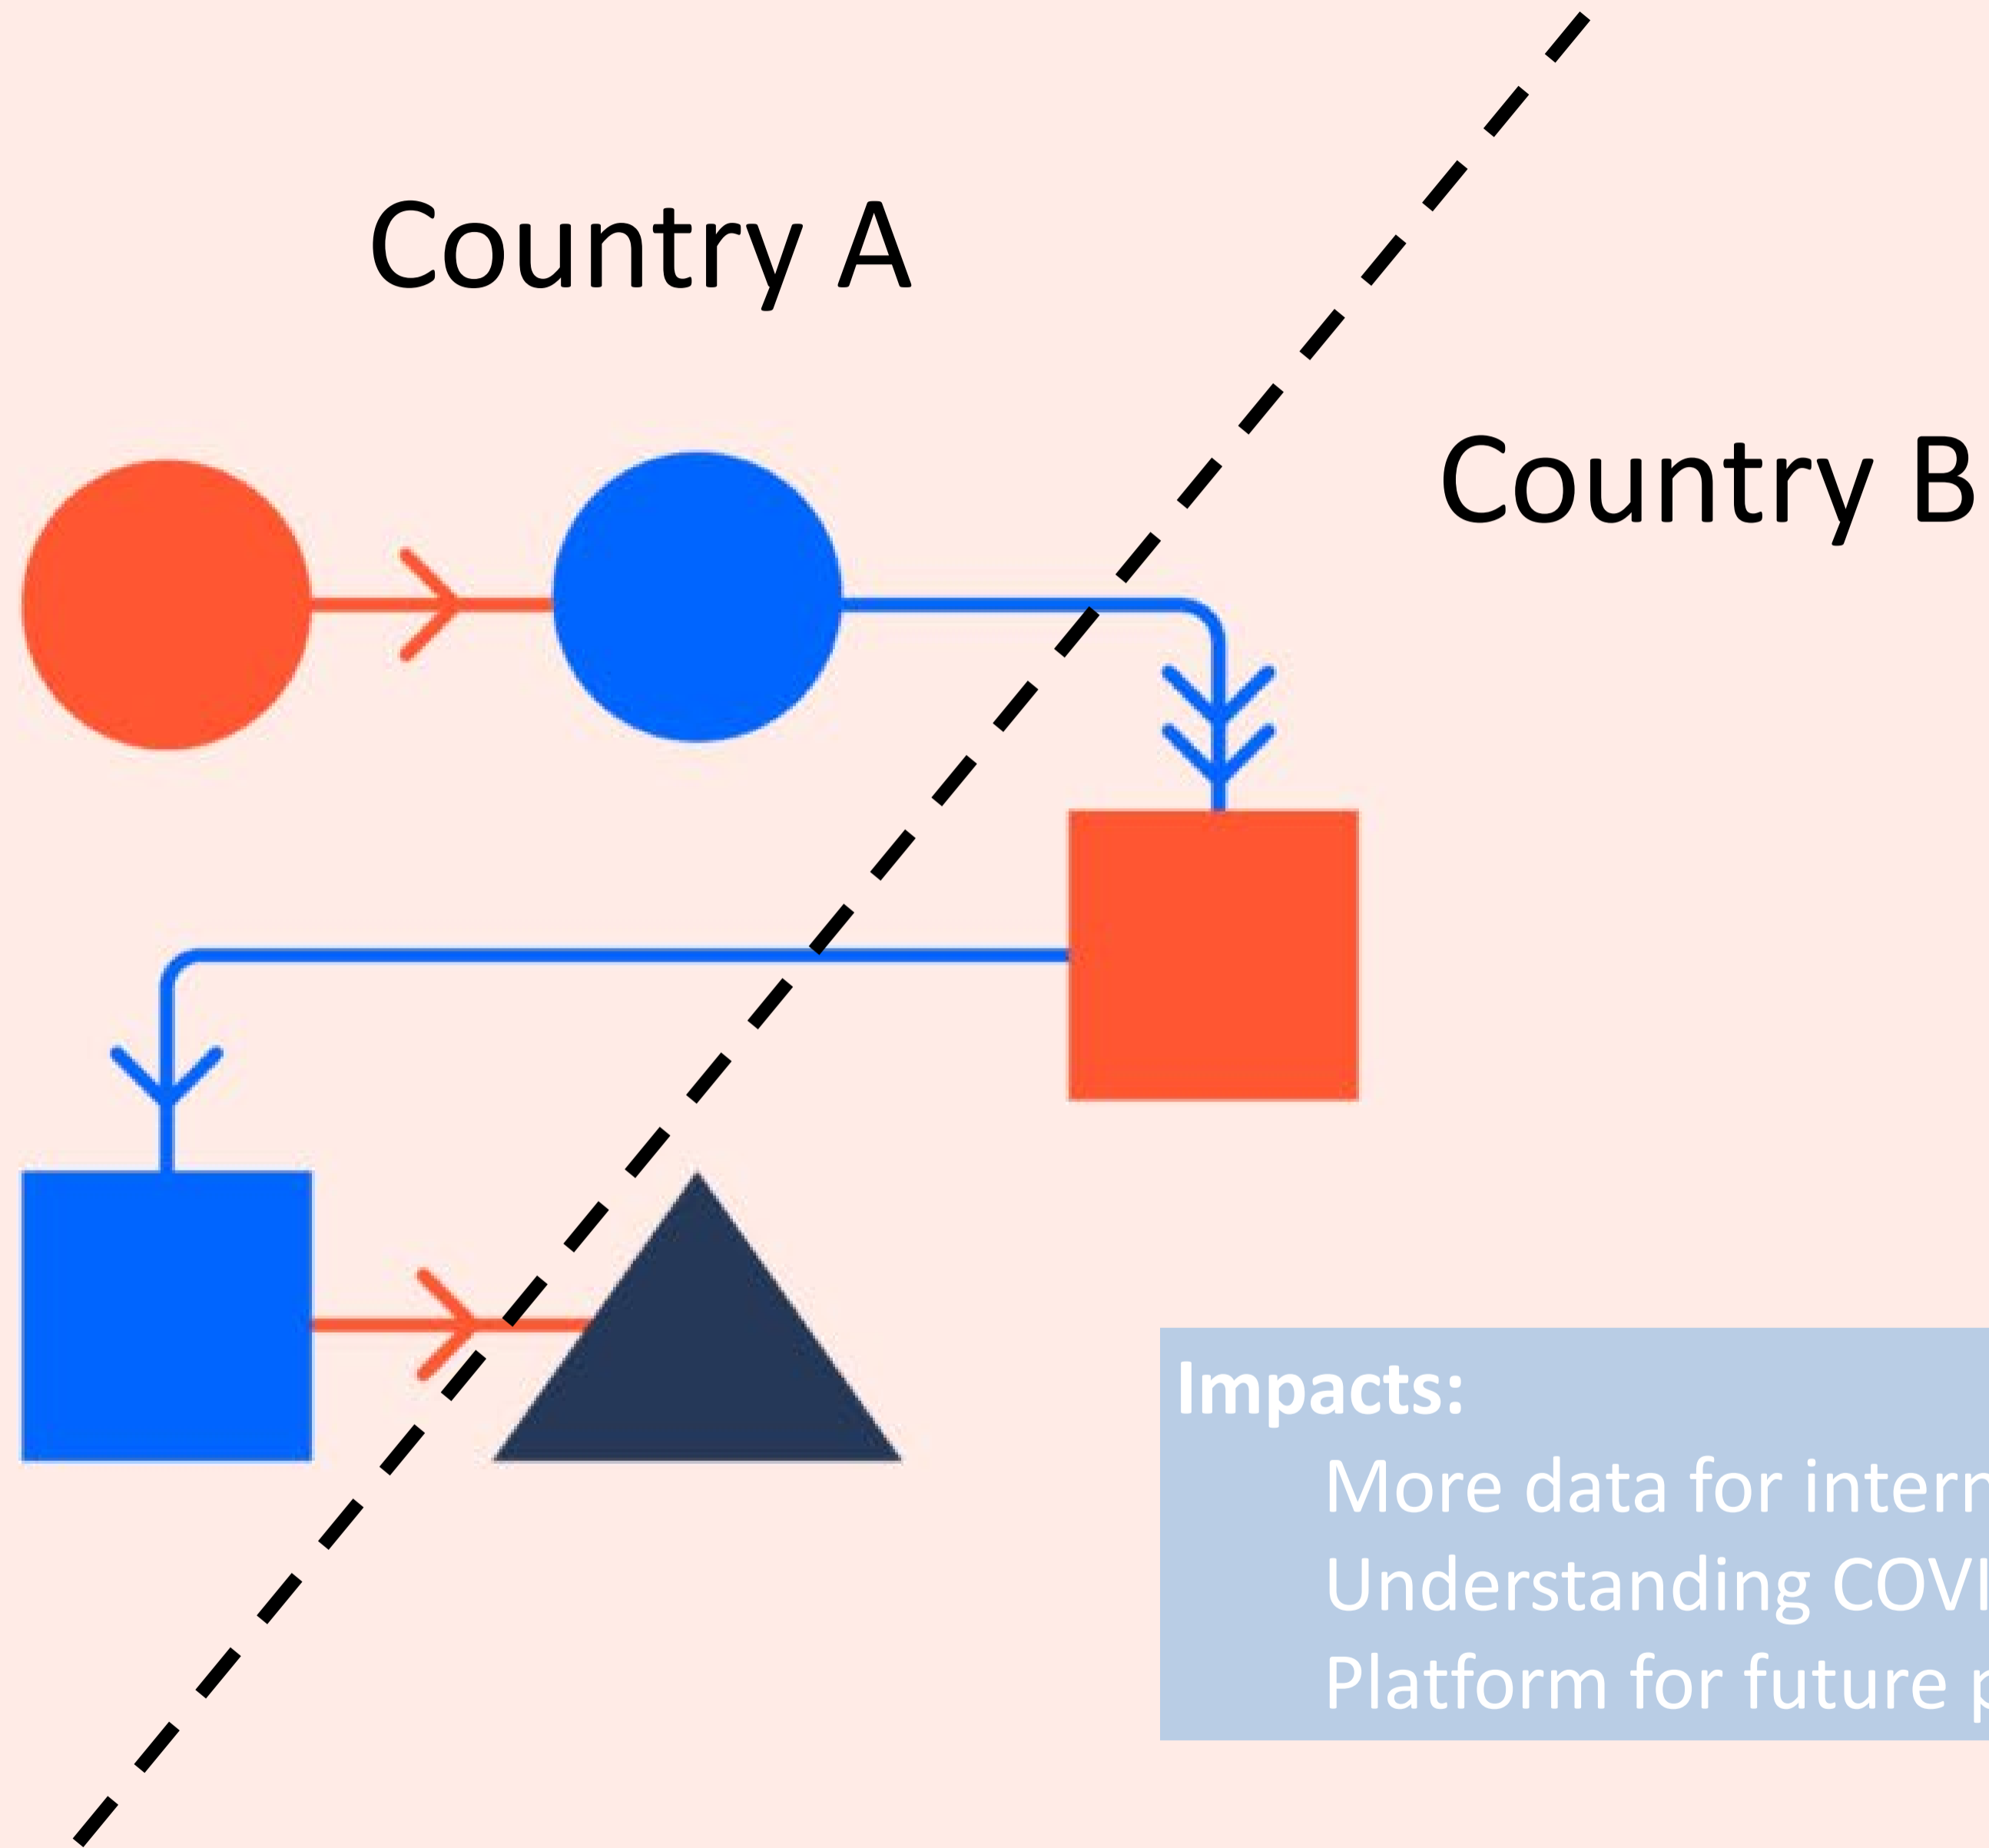 Country A
Country B
Impacts:
More data for
Understanding
Platform for future